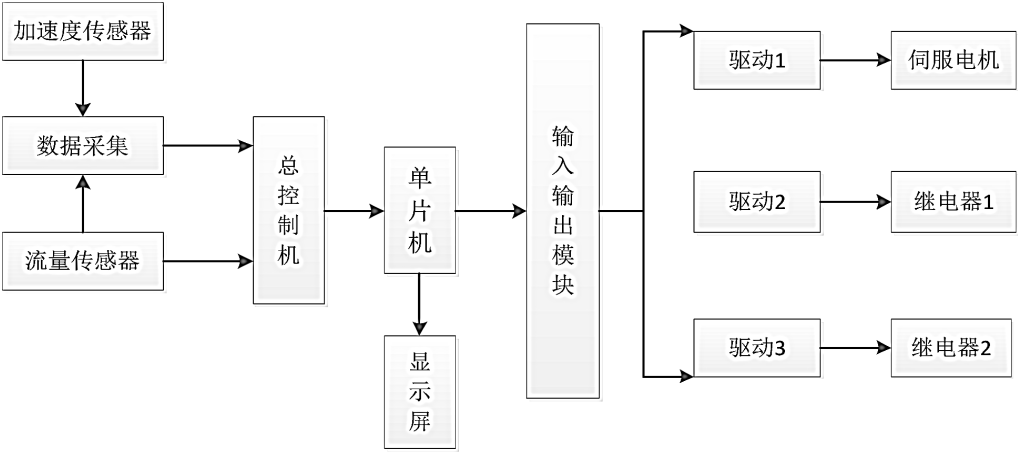 加速度传感器
数据采集
流量传感器
总控制机
单片机
显示屏
输入输出模块
驱动1
伺服电机
驱动2
继电器1
驱动3
继电器2